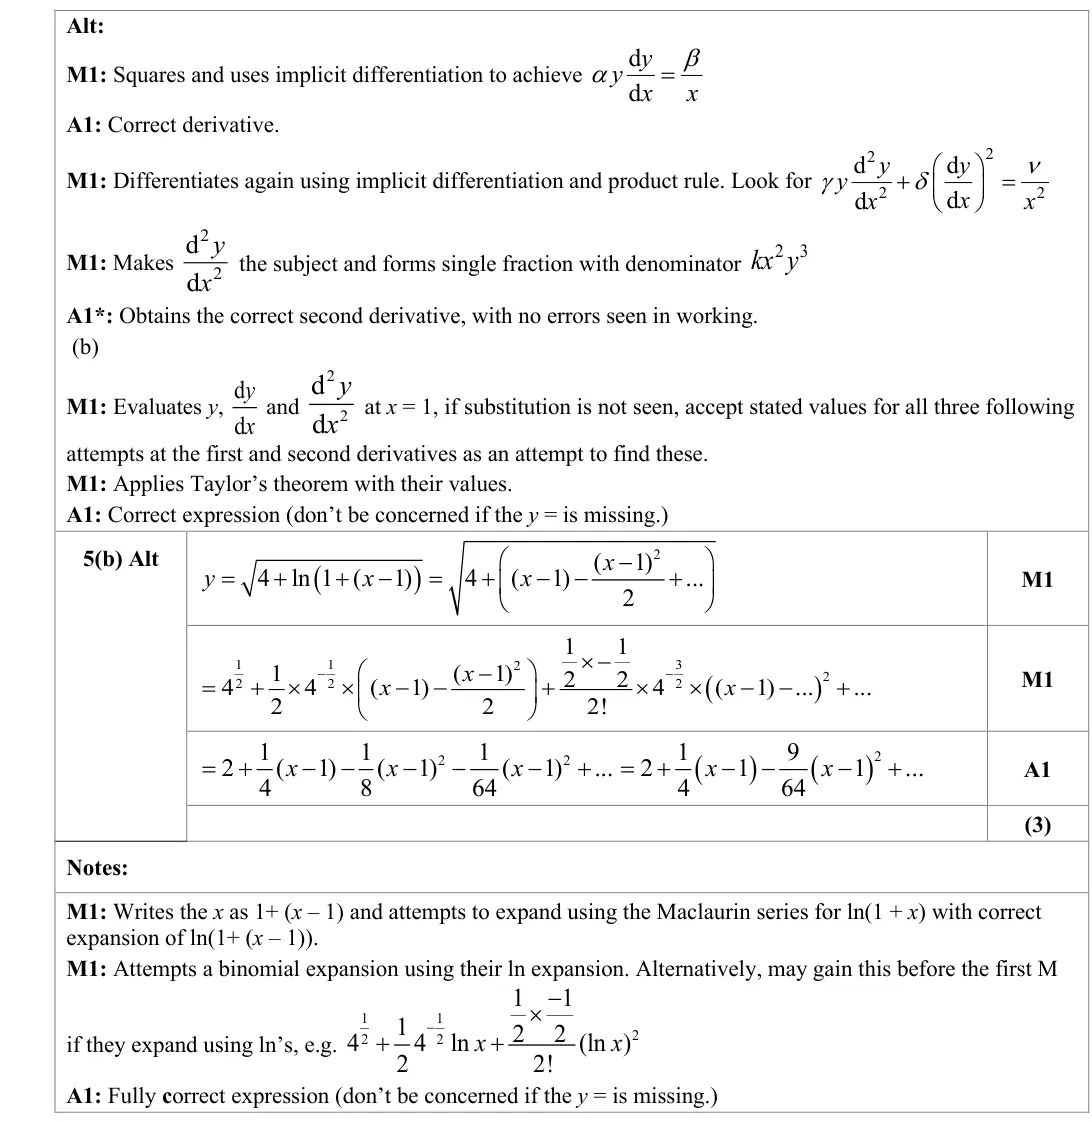 Alt:
M1: Squares and uses implicit differentiation to achieve αy dy/dx = β/x
A1: Correct derivative.
M1: Differentiates again using implicit differentiation and product rule. Look for γy d²y/dx² + δ(dy/dx)² = ν/x²
M1: Makes d²y/dx² the subject and forms single fraction with denominator kx²y³
A1*: Obtains the correct second derivative, with no errors seen in working.
(b)
M1: Evaluates y, dy/dx and d²y/dx² at x = 1, if substitution is not seen, accept stated values for all three following
attempts at the first and second derivatives as an attempt to find these.
M1: Applies Taylor’s theorem with their values.
A1: Correct expression (don’t be concerned if the y = is missing.)
5(b) Alt
y = √(4 + ln(1 + (x − 1))) = √(4 + ((x − 1) − (x − 1)²/2 + ...))
M1
= 4^(1/2) + 1/2 × 4^(−1/2) × ((x − 1) − (x − 1)²/2) + (1/2 × −1/2)/2! × 4^(−3/2) × ((x − 1) − ...)² + ...
M1
= 2 + 1/4 (x − 1) − 1/8 (x − 1)² − 1/64 (x − 1)² + ... = 2 + 1/4 (x − 1) − 9/64 (x − 1)² + ...
A1
(3)
Notes:
M1: Writes the x as 1+ (x – 1) and attempts to expand using the Maclaurin series for ln(1 + x) with correct
expansion of ln(1+ (x – 1)).
M1: Attempts a binomial expansion using their ln expansion. Alternatively, may gain this before the first M
if they expand using ln’s, e.g. 4^(1/2) + 1/2 4^(−1/2) ln x + (1/2 × −1/2)/2! (ln x)²
A1: Fully correct expression (don’t be concerned if the y = is missing.)